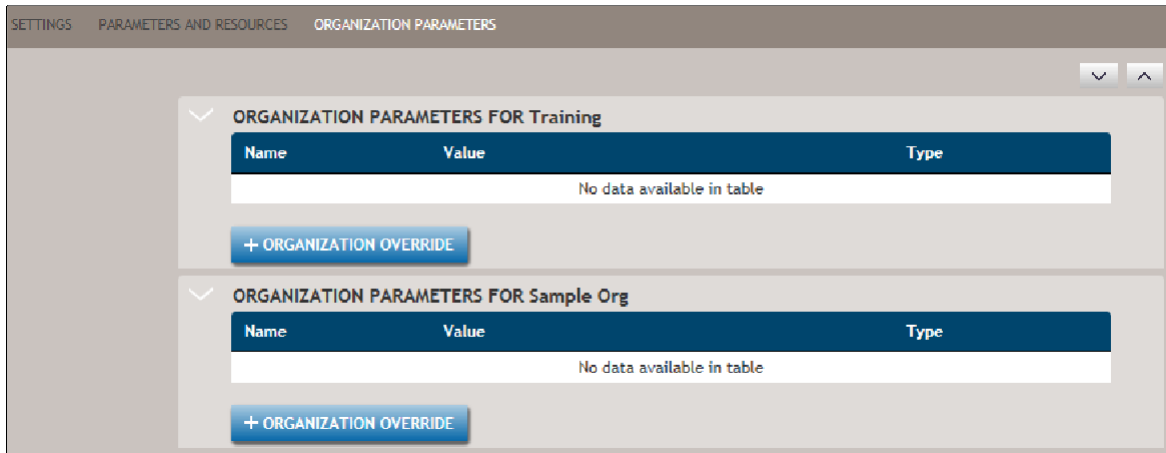 SETTINGS PARAMETERS AND RESOURCES ORGANIZATION PARAMETERS
ORGANIZATION PARAMETERS FOR Training
Name Value Type
No data available in table
+ ORGANIZATION OVERRIDE
ORGANIZATION PARAMETERS FOR Sample Org
Name Value Type
No data available in table
+ ORGANIZATION OVERRIDE